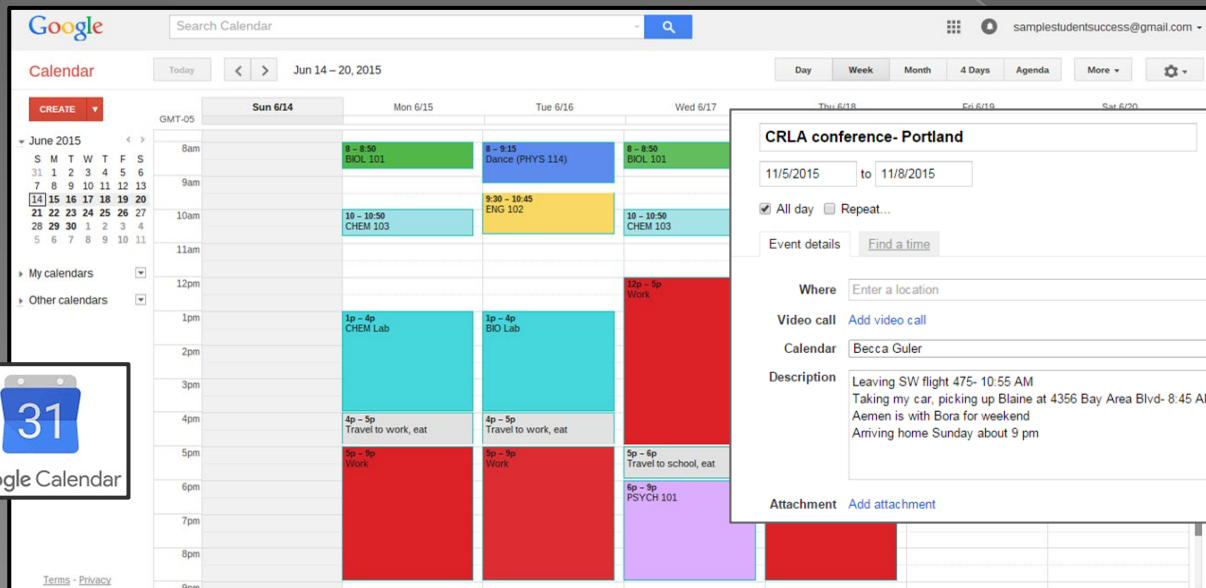 Google
Search Calendar
samplestudentsuccess@gmail.com
Calendar
Today
Jun 14 – 20, 2015
Day Week Month 4 Days Agenda More
CREATE
GMT-05
Sun 6/14 Mon 6/15 Tue 6/16 Wed 6/17 Thu 6/18 Fri 6/19 Sat 6/20
June 2015
S M T W T F S
31 1 2 3 4 5 6
7 8 9 10 11 12 13
14 15 16 17 18 19 20
21 22 23 24 25 26 27
28 29 30 1 2 3 4
5 6 7 8 9 10 11
My calendars
Other calendars
31
gle Calendar
Terms - Privacy
8am
9am
10am
11am
12pm
1pm
2pm
3pm
4pm
5pm
6pm
7pm
8pm
9pm
8 – 8:50
BIOL 101
10 – 10:50
CHEM 103
1p – 4p
CHEM Lab
4p – 5p
Travel to work, eat
5p – 9p
Work
8 – 9:15
Dance (PHYS 114)
9:30 – 10:45
ENG 102
1p – 4p
BIO Lab
4p – 5p
Travel to work, eat
5p – 9p
Work
8 – 8:50
BIOL 101
10 – 10:50
CHEM 103
12p – 5p
Work
5p – 6p
Travel to school, eat
6p – 9p
PSYCH 101
CRLA conference- Portland
11/5/2015 to 11/8/2015
All day Repeat...
Event details Find a time
Where Enter a location
Video call Add video call
Calendar Becca Guler
Description Leaving SW flight 475- 10:55 AM
Taking my car, picking up Blaine at 4356 Bay Area Blvd- 8:45 A
Aemen is with Bora for weekend
Arriving home Sunday about 9 pm
Attachment Add attachment